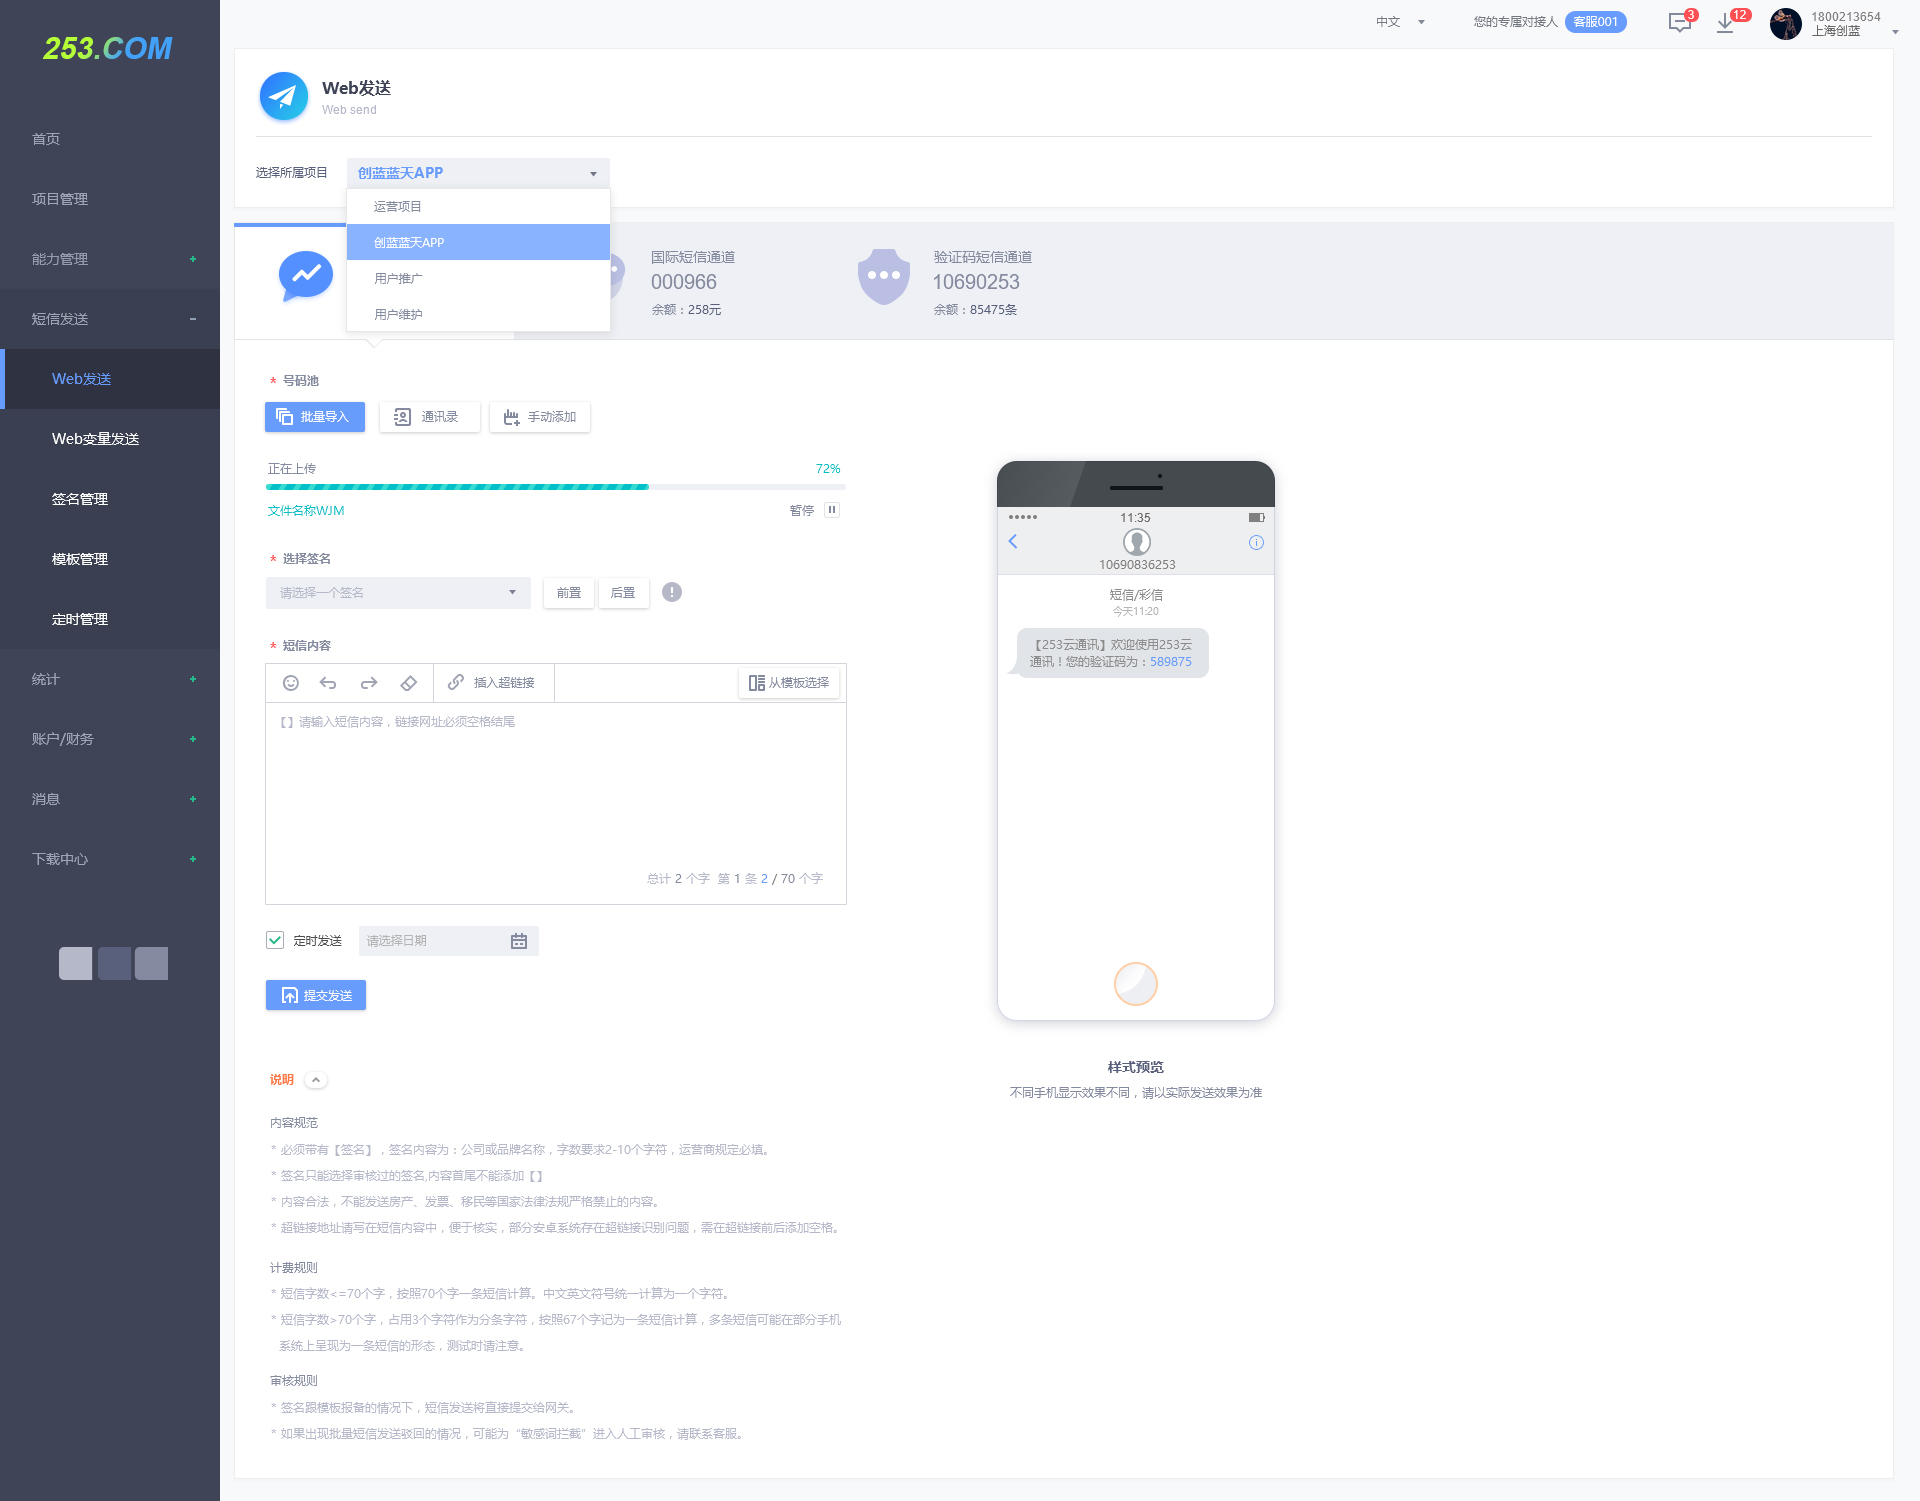 253.COM
首页
项目管理
能力管理 +
短信发送 -
Web发送
Web变量发送
签名管理
模板管理
定时管理
统计 +
账户/财务 +
消息 +
下载中心 +
中文
您的专属对接人 客服001
3
12
1800213654
上海创蓝
Web发送
Web send
选择所属项目 创蓝蓝天APP
运营项目
创蓝蓝天APP
用户推广
用户维护
国际短信通道
000966
余额：258元
验证码短信通道
10690253
余额：85475条
* 号码池
批量导入 通讯录 手动添加
正在上传 72%
文件名称WJM 暂停
* 选择签名
请选择一个签名 前置 后置 !
* 短信内容
插入超链接 从模板选择
【】请输入短信内容，链接网址必须空格结尾
总计 2 个字 第 1 条 2 / 70 个字
定时发送 请选择日期
提交发送
11:35
10690836253
短信/彩信
今天11:20
【253云通讯】欢迎使用253云
通讯！您的验证码为：589875
样式预览
不同手机显示效果不同，请以实际发送效果为准
说明
内容规范
* 必须带有【签名】，签名内容为：公司或品牌名称，字数要求2-10个字符，运营商规定必填。
* 签名只能选择审核过的签名,内容首尾不能添加【】
* 内容合法，不能发送房产、发票、移民等国家法律法规严格禁止的内容。
* 超链接地址请写在短信内容中，便于核实，部分安卓系统存在超链接识别问题，需在超链接前后添加空格。
计费规则
* 短信字数<=70个字，按照70个字一条短信计算。中文英文符号统一计算为一个字符。
* 短信字数>70个字，占用3个字符作为分条字符，按照67个字记为一条短信计算，多条短信可能在部分手机
系统上呈现为一条短信的形态，测试时请注意。
审核规则
* 签名跟模板报备的情况下，短信发送将直接提交给网关。
* 如果出现批量短信发送驳回的情况，可能为“敏感词拦截”进入人工审核，请联系客服。